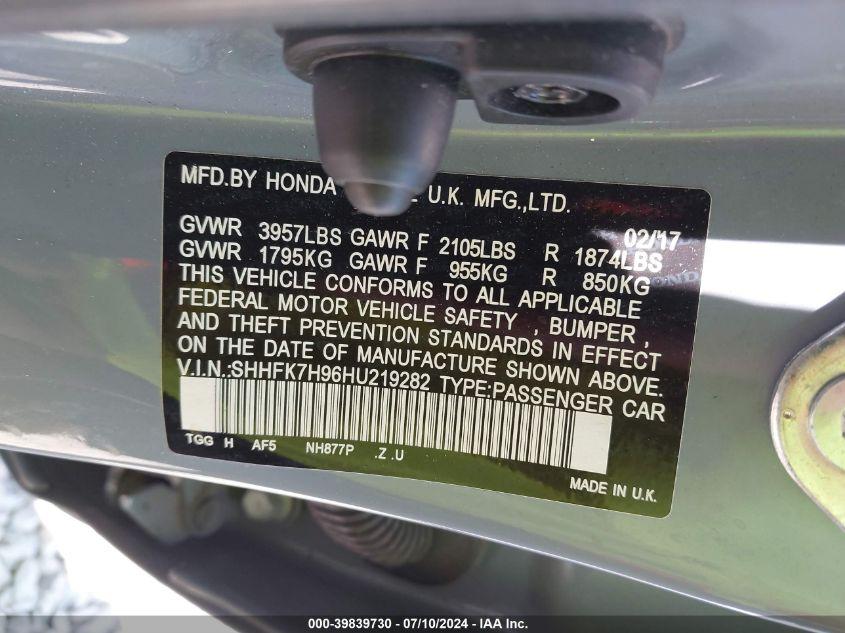 MFD.BY HONDA U.K. MFG.,LTD.
02/17
GVWR 3957LBS GAWR F 2105LBS R 1874LBS
GVWR 1795KG GAWR F 955KG R 850KG
THIS VEHICLE CONFORMS TO ALL APPLICABLE
FEDERAL MOTOR VEHICLE SAFETY , BUMPER ,
AND THEFT PREVENTION STANDARDS IN EFFECT
ON THE DATE OF MANUFACTURE SHOWN ABOVE.
V.I.N.:SHHFK7H96HU219282 TYPE:PASSENGER CAR
TGG H AF5 NH877P .Z .U
MADE IN U.K.
000-39839730 - 07/10/2024 - IAA Inc.